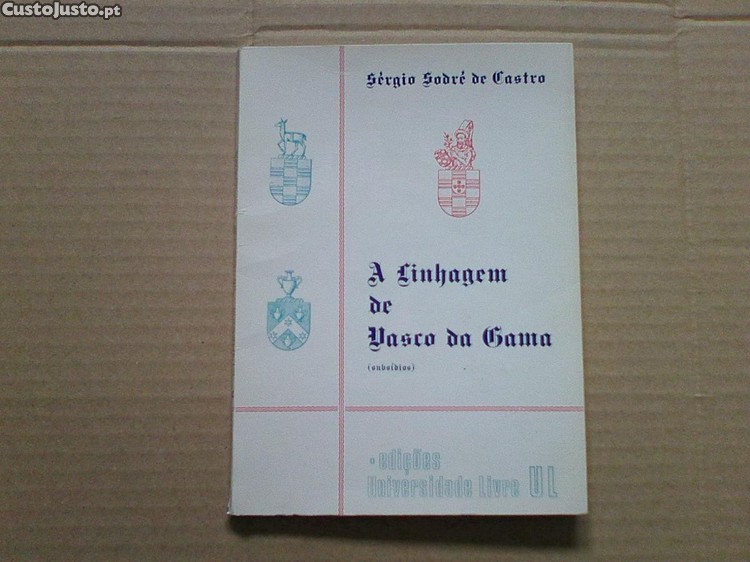 CustoJusto.pt
Sérgio Sodré de Castro
A Linhagem
de
Vasco da Gama
(subsídios)
edições
Universidade Livre UL